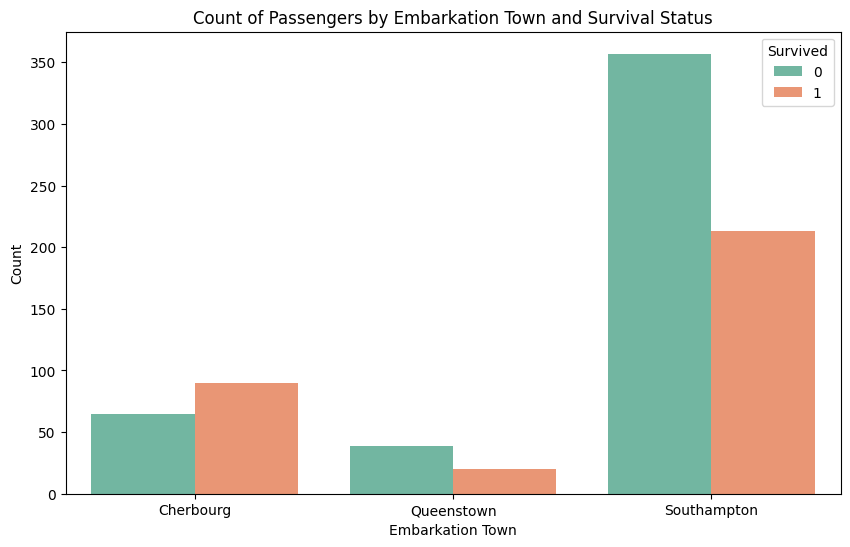 Count of Passengers by Embarkation Town and Survival Status
Survived
0
1
350
300
250
200
150
100
50
0
Count
Cherbourg Queenstown Southampton
Embarkation Town